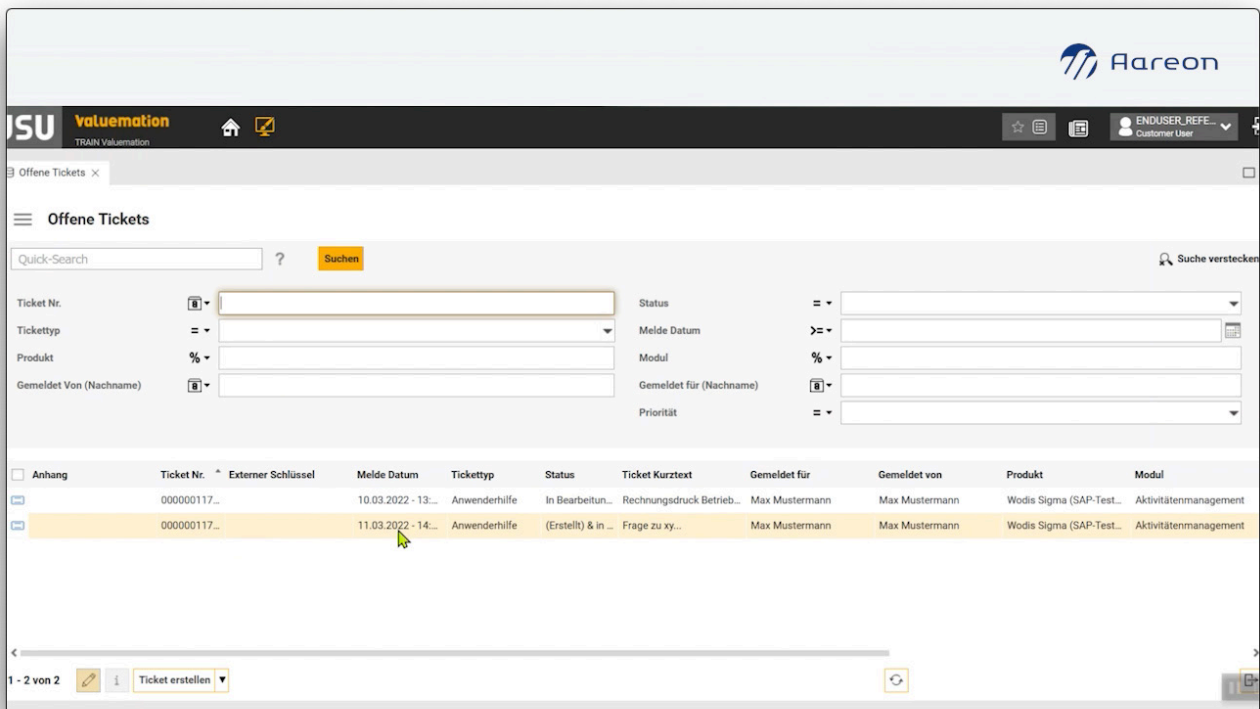 Aareon
USU valuemation
TRAIN Valuemation
ENDUSER_REFE...
Customer User
Offene Tickets
Offene Tickets
Quick-Search ? Suchen Suche verstecken
Ticket Nr. Status =
Tickettyp = Melde Datum >=
Produkt % Modul %
Gemeldet Von (Nachname) Gemeldet für (Nachname)
Priorität =
Anhang Ticket Nr. Externer Schlüssel Melde Datum Tickettyp Status Ticket Kurztext Gemeldet für Gemeldet von Produkt Modul
000000117... 10.03.2022 - 13:... Anwenderhilfe In Bearbeitun... Rechnungsdruck Betrieb... Max Mustermann Max Mustermann Wodis Sigma (SAP-Test... Aktivitätenmanagement
000000117... 11.03.2022 - 14:... Anwenderhilfe (Erstellt) & in ... Frage zu xy... Max Mustermann Max Mustermann Wodis Sigma (SAP-Test... Aktivitätenmanagement
1 - 2 von 2 i Ticket erstellen